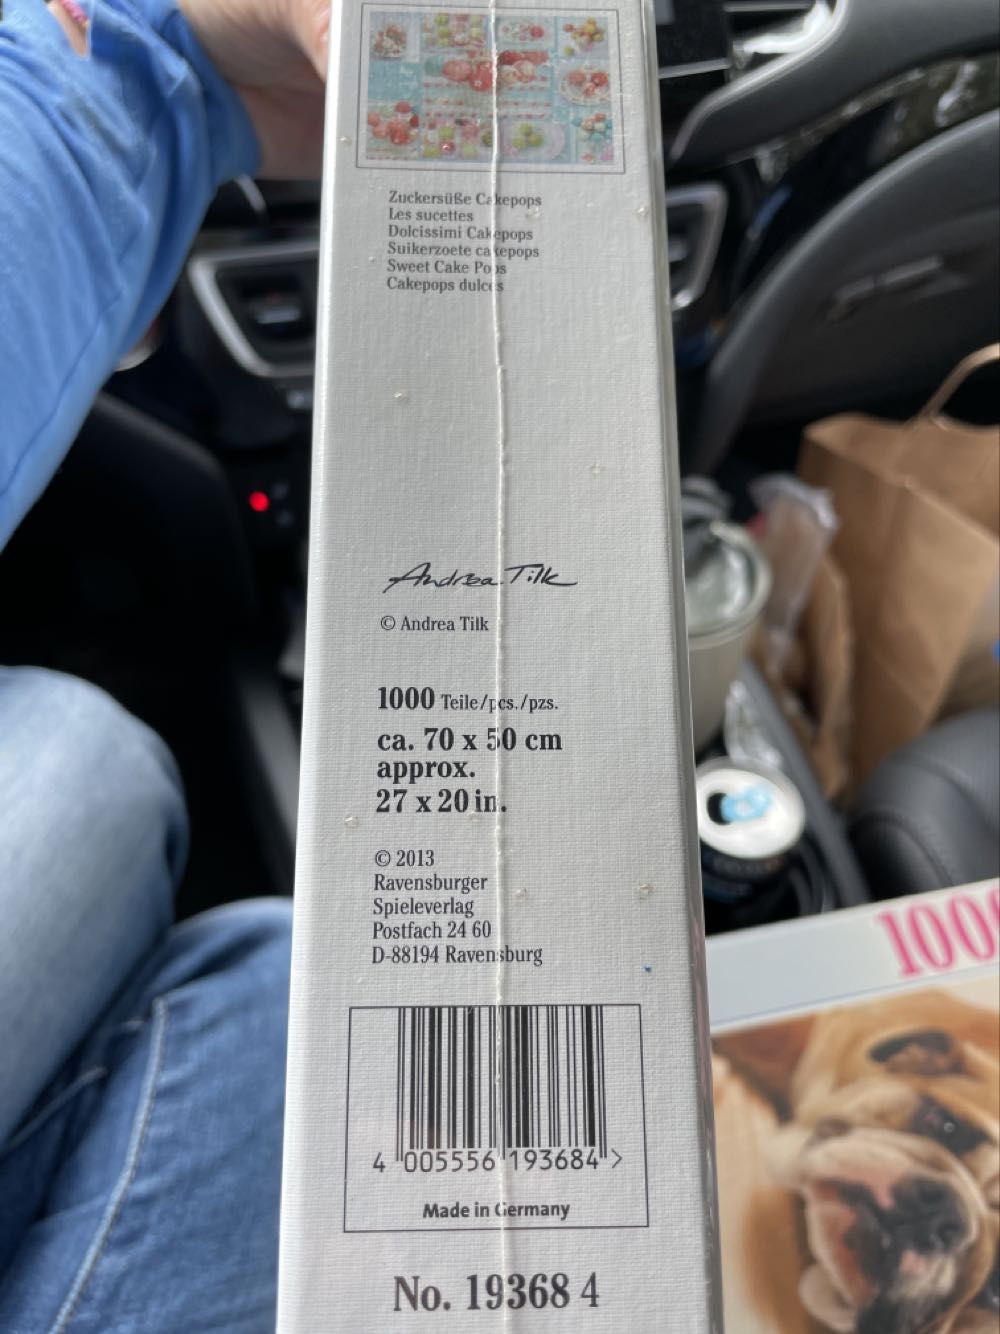 Zuckersüße Cakepops
Les sucettes
Dolcissimi Cakepops
Suikerzoete cakepops
Sweet Cake Pops
Cakepops dulces
Andrea Tilk
© Andrea Tilk
1000 Teile/pcs./pzs.
ca. 70 x 50 cm
approx.
27 x 20 in.
© 2013
Ravensburger
Spieleverlag
Postfach 24 60
D-88194 Ravensburg
4 005556 193684 >
Made in Germany
No. 19368 4
100